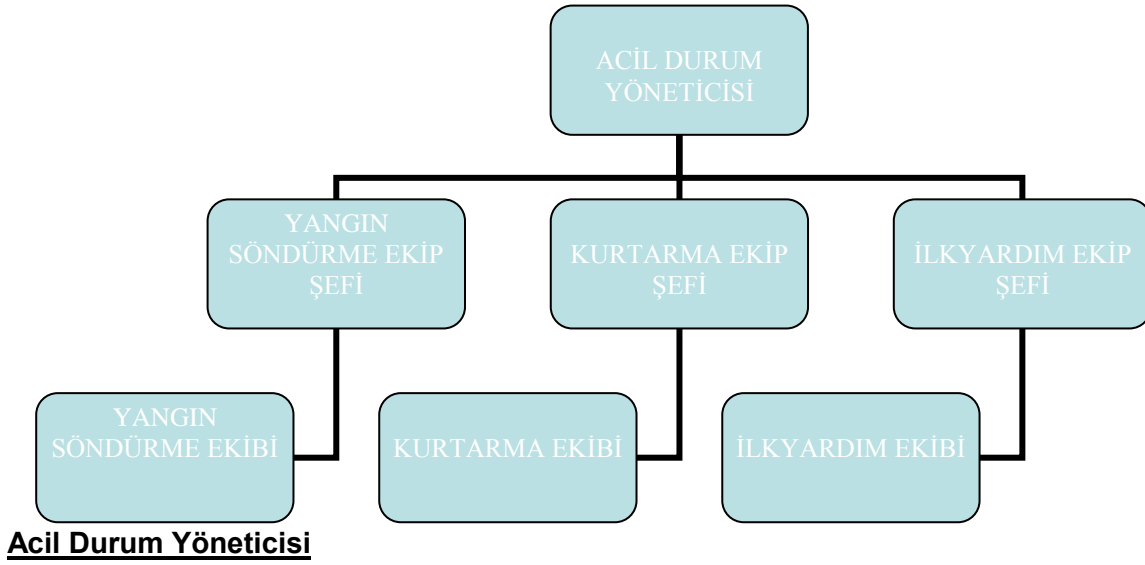 ACİL DURUM
YÖNETİCİSİ
YANGIN
SÖNDÜRME EKİP
ŞEFİ
KURTARMA EKİP
ŞEFİ
İLKYARDIM EKİP
ŞEFİ
YANGIN
SÖNDÜRME EKİBİ
KURTARMA EKİBİ
İLKYARDIM EKİBİ
Acil Durum Yöneticisi